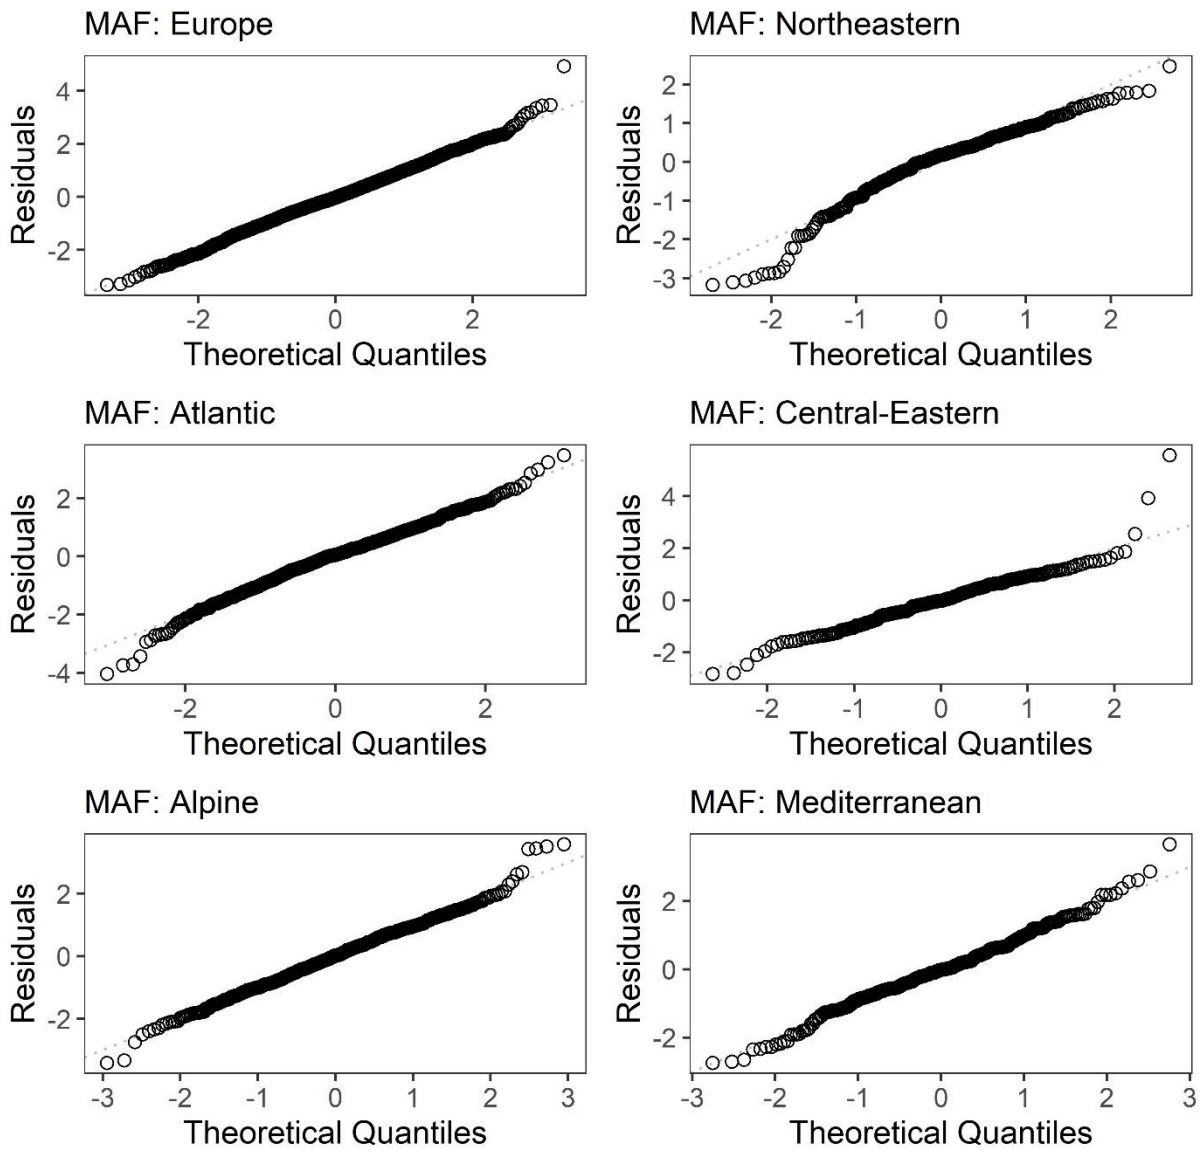 MAF: Europe
Residuals
4
2
0
-2
-2 0 2
Theoretical Quantiles
MAF: Northeastern
Residuals
2
1
0
-1
-2
-3
-2 -1 0 1 2
Theoretical Quantiles
MAF: Atlantic
Residuals
2
0
-2
-4
-2 0 2
Theoretical Quantiles
MAF: Central-Eastern
Residuals
4
2
0
-2
-2 -1 0 1 2
Theoretical Quantiles
MAF: Alpine
Residuals
2
0
-2
-3 -2 -1 0 1 2 3
Theoretical Quantiles
MAF: Mediterranean
Residuals
2
0
-2
-3 -2 -1 0 1 2 3
Theoretical Quantiles